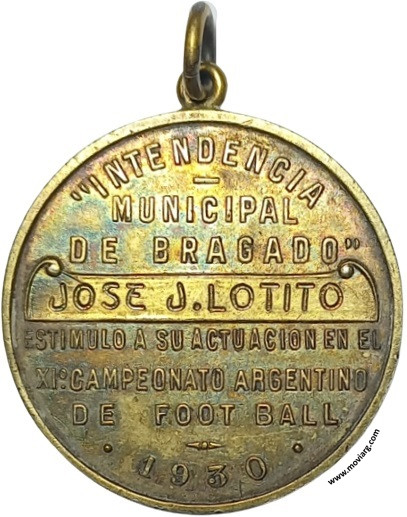 "INTENDENCIA
MUNICIPAL
DE BRAGADO"
JOSE J. LOTITO
ESTIMULO A SU ACTUACION EN EL
XIº CAMPEONATO ARGENTINO
DE FOOT BALL
· 1930 ·
www.moviarg.com